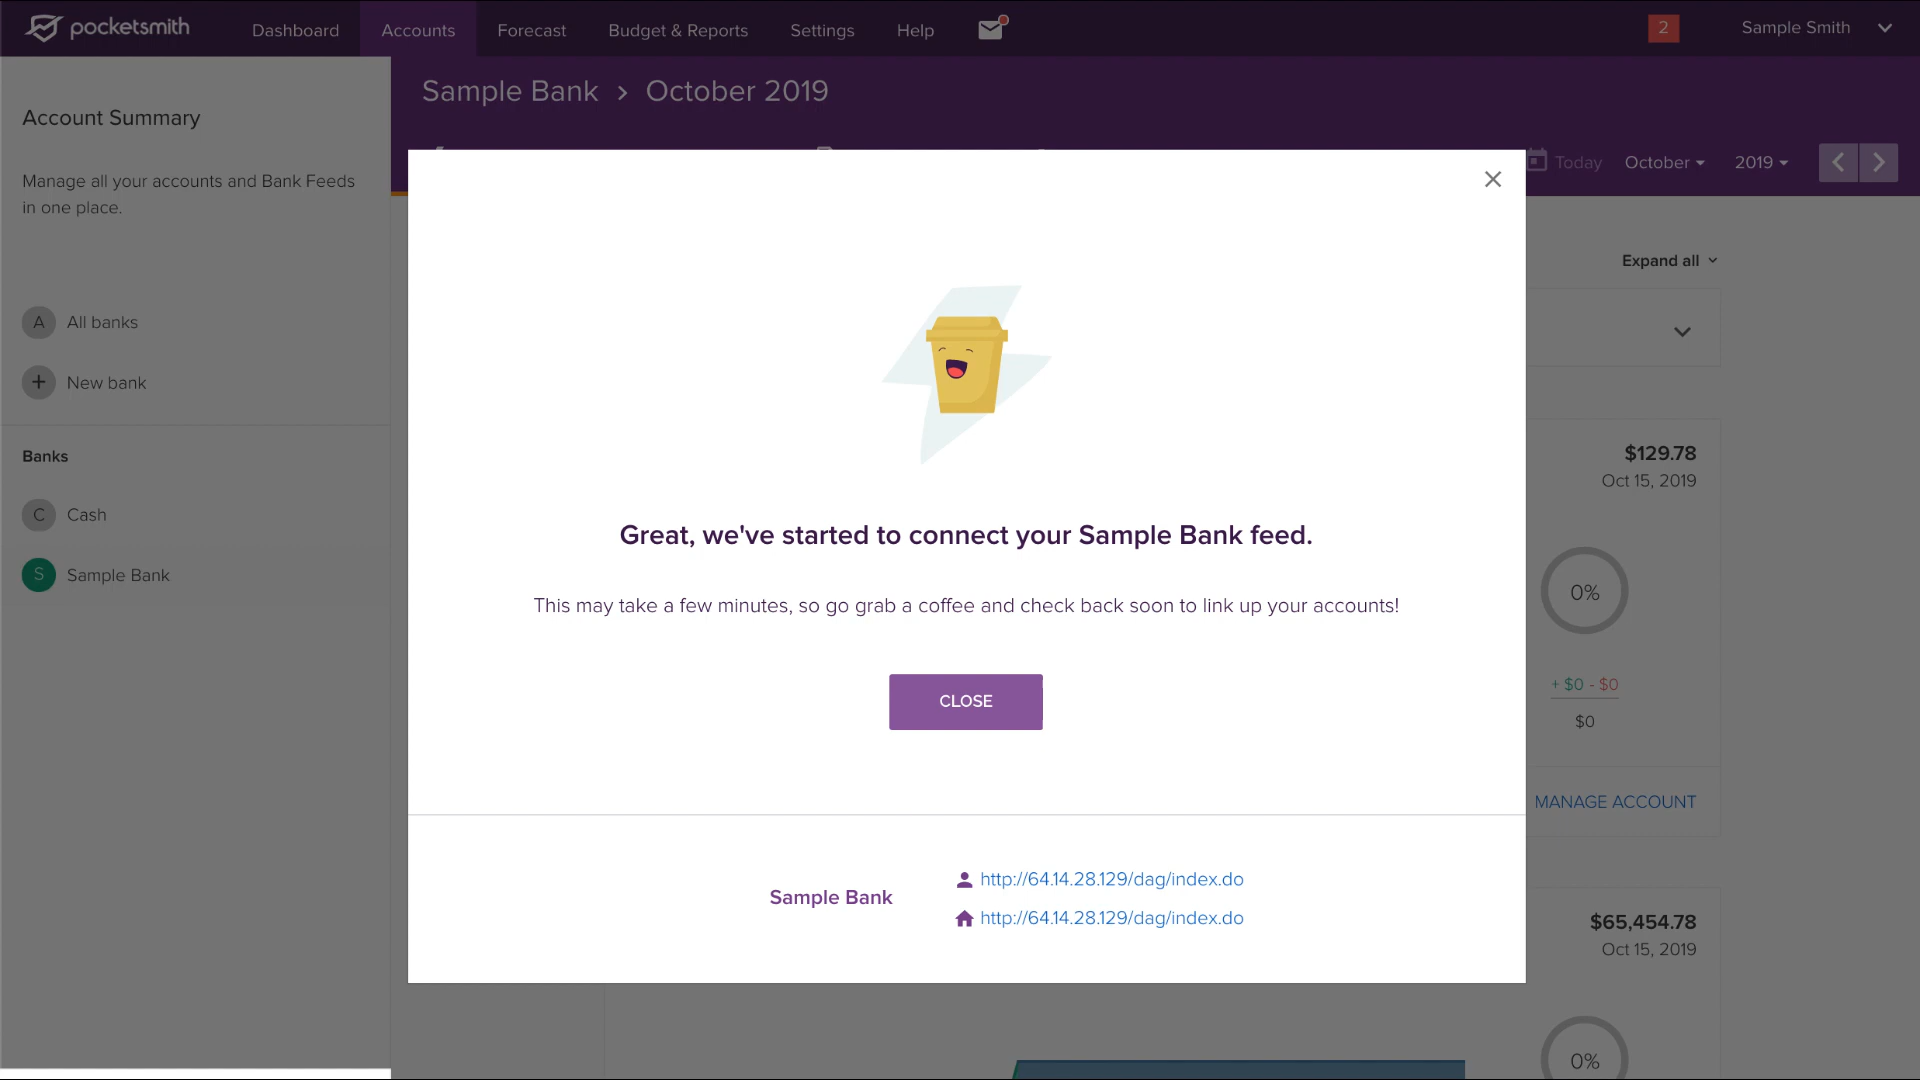 pocketsmith
Dashboard
Accounts
Forecast
Budget & Reports
Settings
Help
2
Sample Smith
Sample Bank > October 2019
Today
October
2019
Account Summary
Manage all your accounts and Bank Feeds
in one place.
A All banks
+ New bank
Banks
C Cash
S Sample Bank
Expand all
$129.78
Oct 15, 2019
0%
+ $0 - $0
$0
MANAGE ACCOUNT
$65,454.78
Oct 15, 2019
0%
Great, we've started to connect your Sample Bank feed.
This may take a few minutes, so go grab a coffee and check back soon to link up your accounts!
CLOSE
Sample Bank
http://64.14.28.129/dag/index.do
http://64.14.28.129/dag/index.do